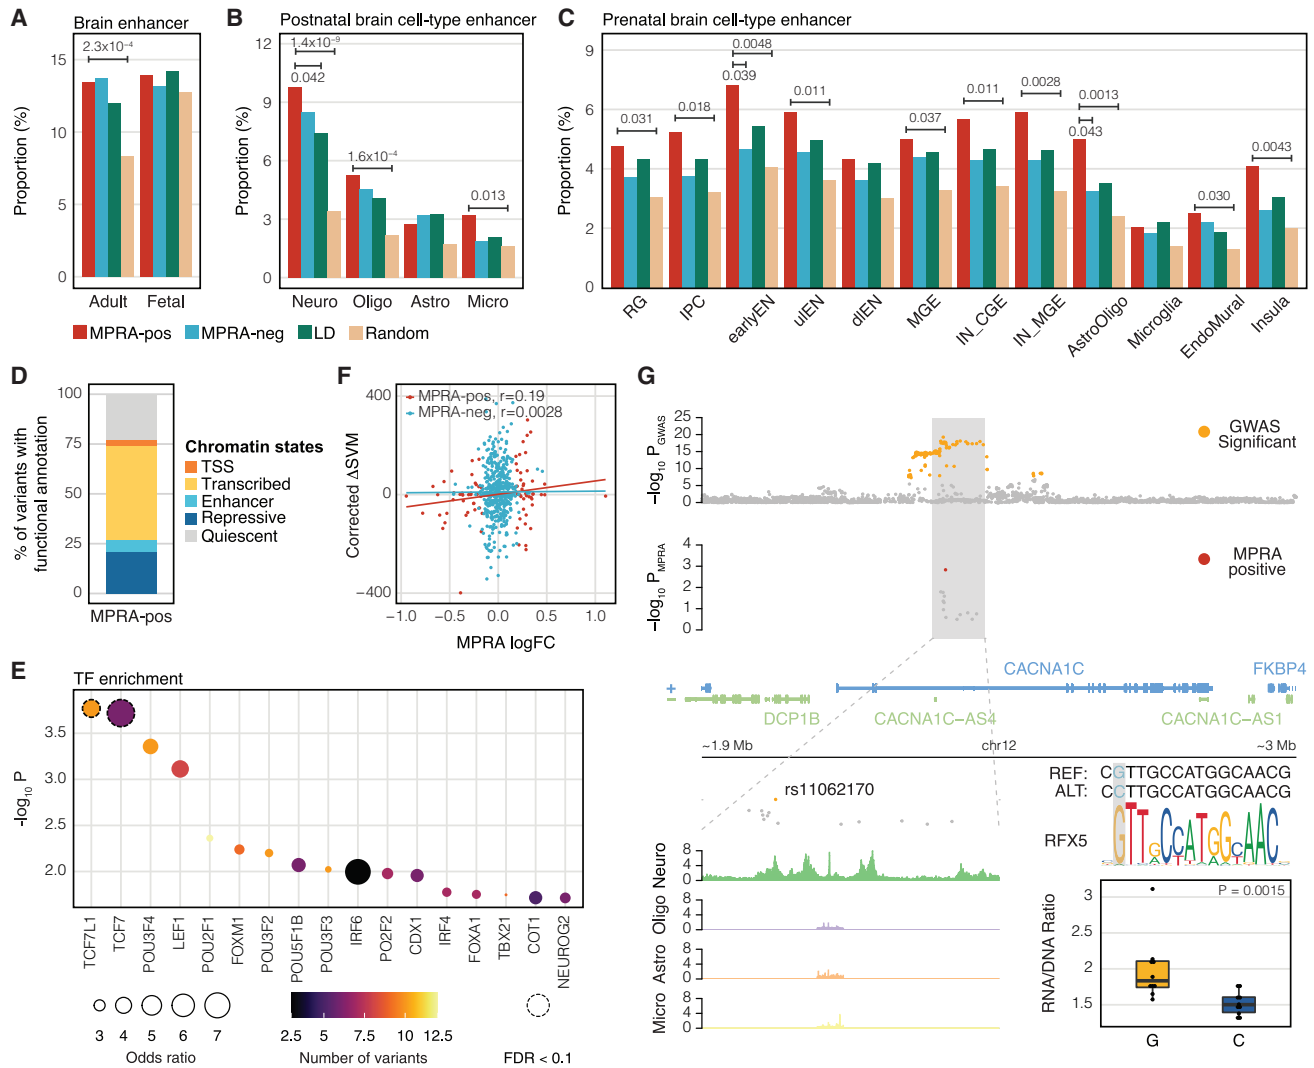 A
Brain enhancer
Proportion (%)
15
10
5
0
2.3x10⁻⁴
Adult
Fetal
B
Postnatal brain cell-type enhancer
Proportion (%)
12
9
6
3
0
1.4x10⁻⁹
0.042
1.6x10⁻⁴
0.013
Neuro
Oligo
Astro
Micro
MPRA-pos
MPRA-neg
LD
Random
C
Prenatal brain cell-type enhancer
Proportion (%)
9
6
3
4
2
0
0.031
0.018
0.0048
0.039
0.011
0.037
0.011
0.0028
0.0013
0.043
0.030
0.0043
RG
IPC
earlyEN
ulEN
dlEN
MGE
IN_CGE
IN_MGE
AstroOligo
Microglia
EndoMural
Insula
D
% of variants with
functional annotation
100
75
50
25
0
MPRA-pos
Chromatin states
TSS
Transcribed
Enhancer
Repressive
Quiescent
F
Corrected ΔSVM
400
0
−400
MPRA-pos, r=0.19
MPRA-neg, r=0.0028
−1.0
−0.5
0.0
0.5
1.0
MPRA logFC
E
TF enrichment
-log₁₀ P
3.5
3.0
2.5
2.0
TCF7L1
TCF7
POU3F4
LEF1
POU2F1
FOXM1
POU3F2
POU5F1B
POU3F3
IRF6
PO2F2
CDX1
IRF4
FOXA1
TBX21
COT1
NEUROG2
3
4
5
6
7
Odds ratio
2.5
5
7.5
10
12.5
Number of variants
FDR < 0.1
G
−log₁₀ P_GWAS
25
20
15
10
5
0
GWAS
Significant
−log₁₀ P_MPRA
4
3
2
1
0
MPRA
positive
CACNA1C
FKBP4
+
−
DCP1B
CACNA1C−AS4
CACNA1C−AS1
~1.9 Mb
chr12
~3 Mb
rs11062170
Neuro
8
4
0
Oligo
8
4
0
Astro
8
4
0
Micro
8
4
0
REF: CGTTGCCATGGCAACG
ALT: CCTTGCCATGGCAACG
RFX5
RNA/DNA Ratio
3
2.5
2
1.5
P = 0.0015
G
C